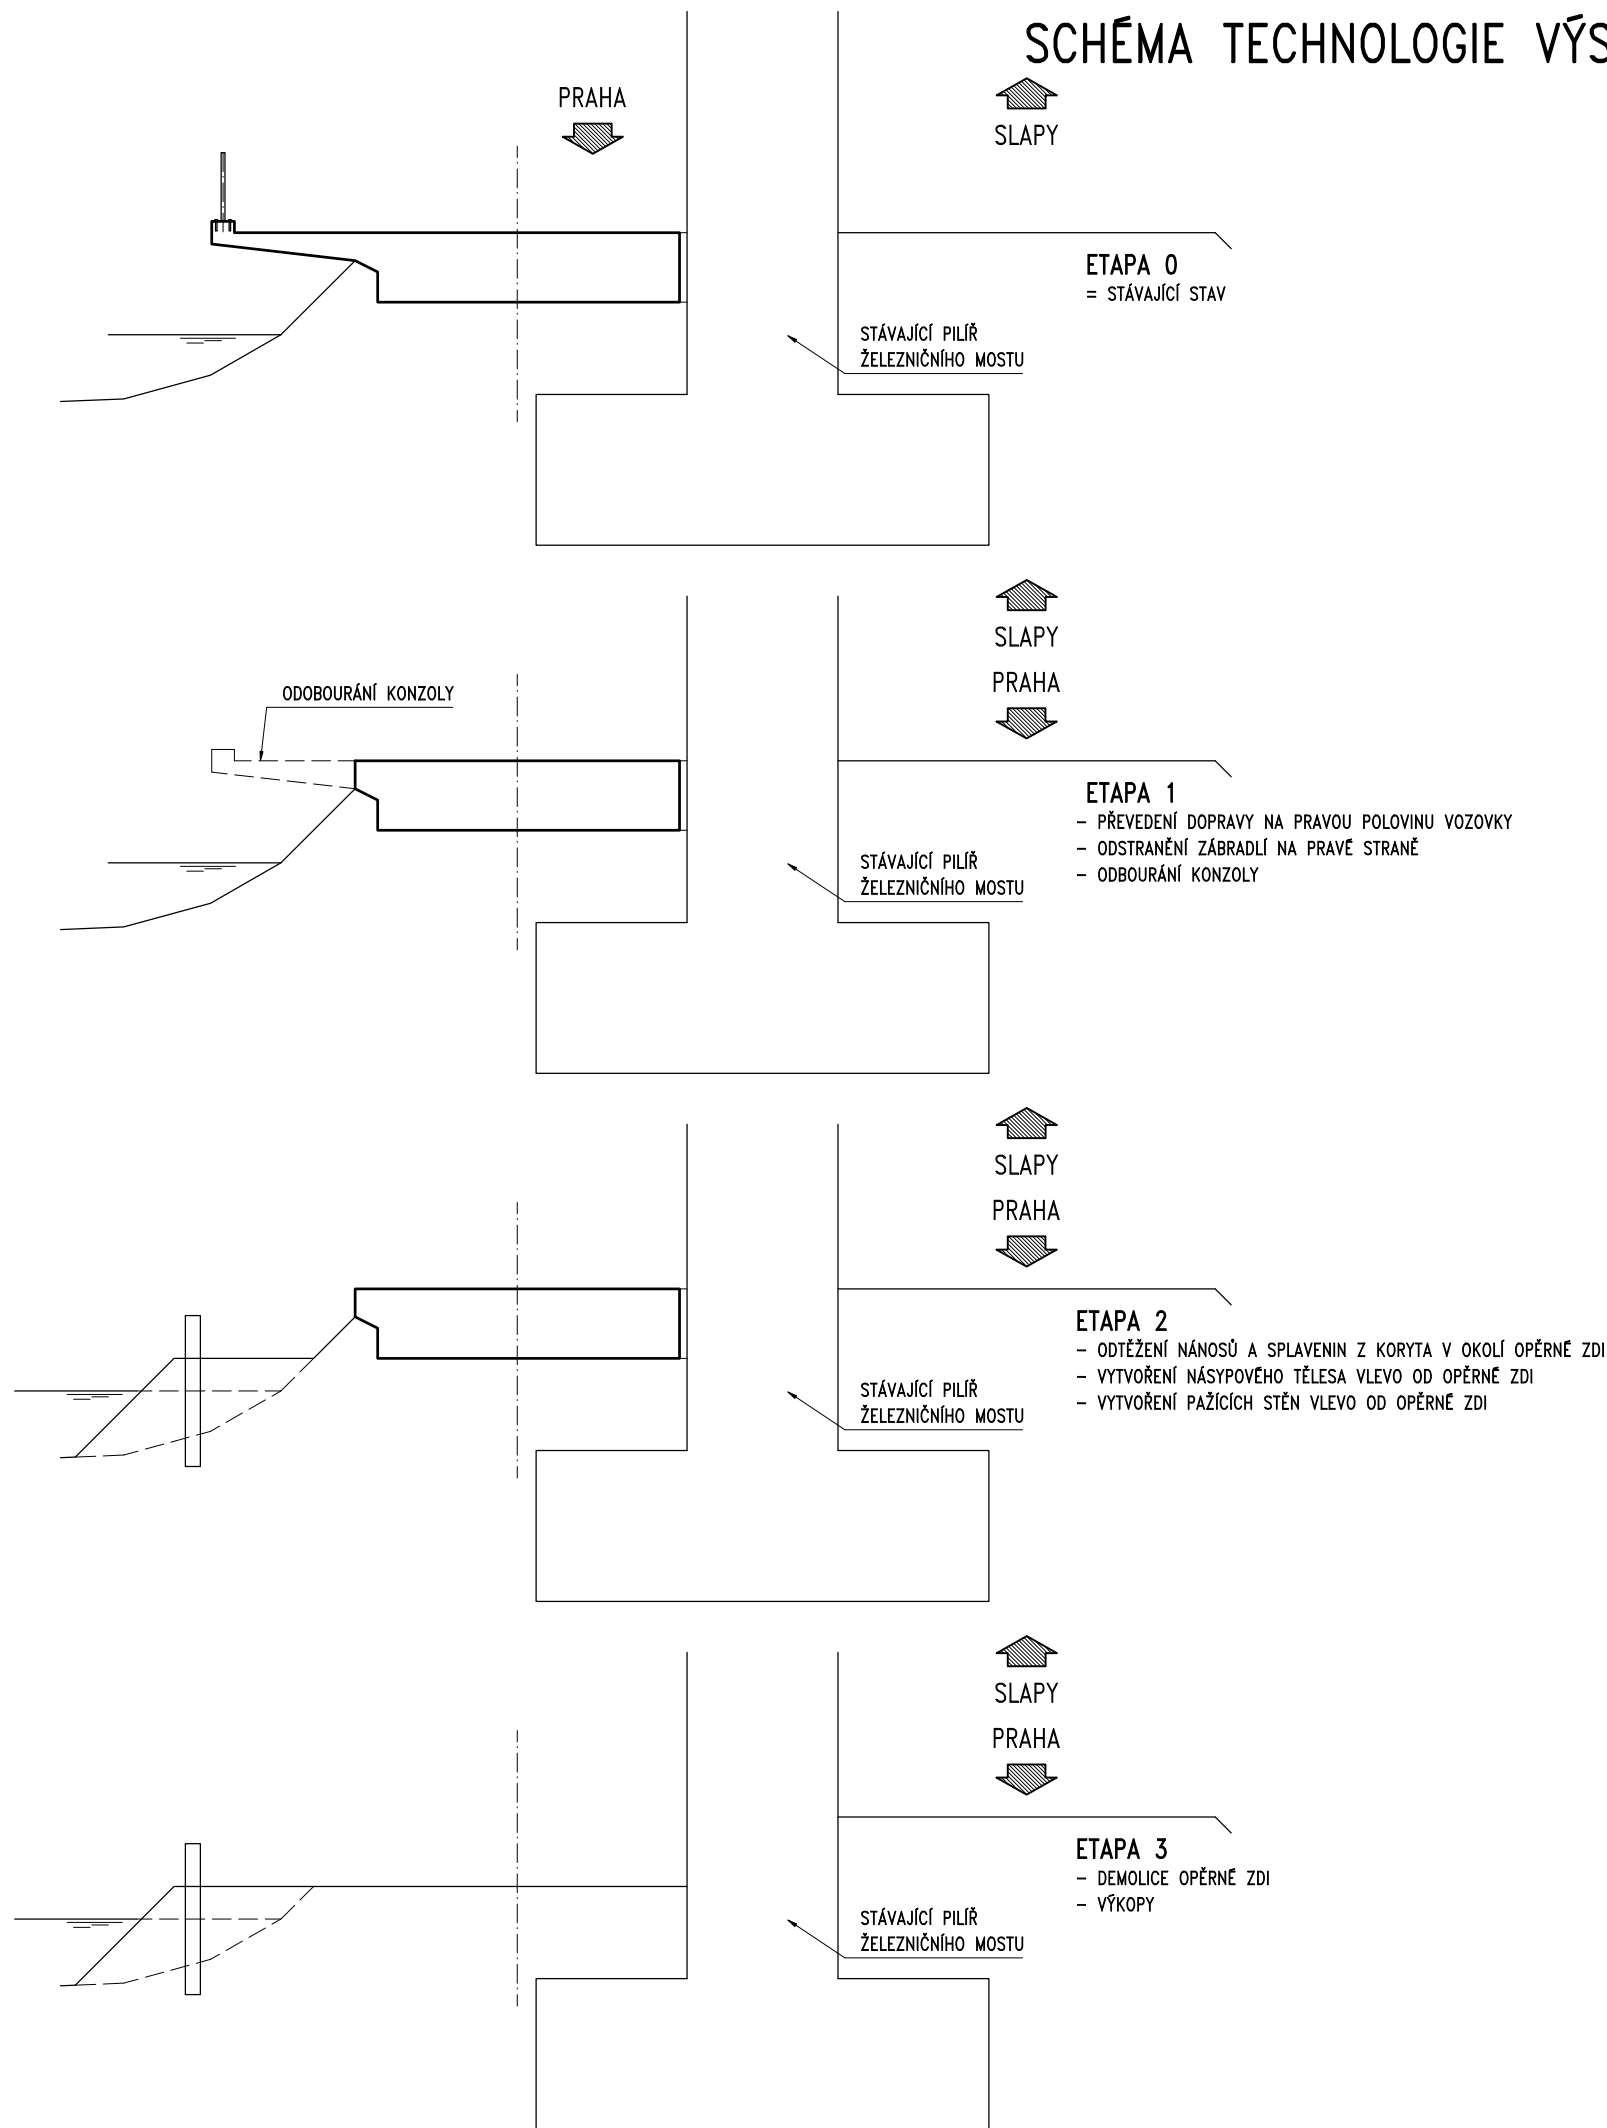 SCHÉMA TECHNOLOGIE VÝS
PRAHA
SLAPY
ETAPA 0
= STÁVAJÍCÍ STAV
STÁVAJÍCÍ PILÍŘ
ŽELEZNIČNÍHO MOSTU
SLAPY
PRAHA
ODOBOURÁNÍ KONZOLY
ETAPA 1
- PŘEVEDENÍ DOPRAVY NA PRAVOU POLOVINU VOZOVKY
- ODSTRANĚNÍ ZÁBRADLÍ NA PRAVÉ STRANĚ
- ODBOURÁNÍ KONZOLY
STÁVAJÍCÍ PILÍŘ
ŽELEZNIČNÍHO MOSTU
SLAPY
PRAHA
ETAPA 2
- ODTĚŽENÍ NÁNOSŮ A SPLAVENIN Z KORYTA V OKOLÍ OPĚRNÉ ZDI
- VYTVOŘENÍ NÁSYPOVÉHO TĚLESA VLEVO OD OPĚRNÉ ZDI
- VYTVOŘENÍ PAŽÍCÍCH STĚN VLEVO OD OPĚRNÉ ZDI
STÁVAJÍCÍ PILÍŘ
ŽELEZNIČNÍHO MOSTU
SLAPY
PRAHA
ETAPA 3
- DEMOLICE OPĚRNÉ ZDI
- VÝKOPY
STÁVAJÍCÍ PILÍŘ
ŽELEZNIČNÍHO MOSTU